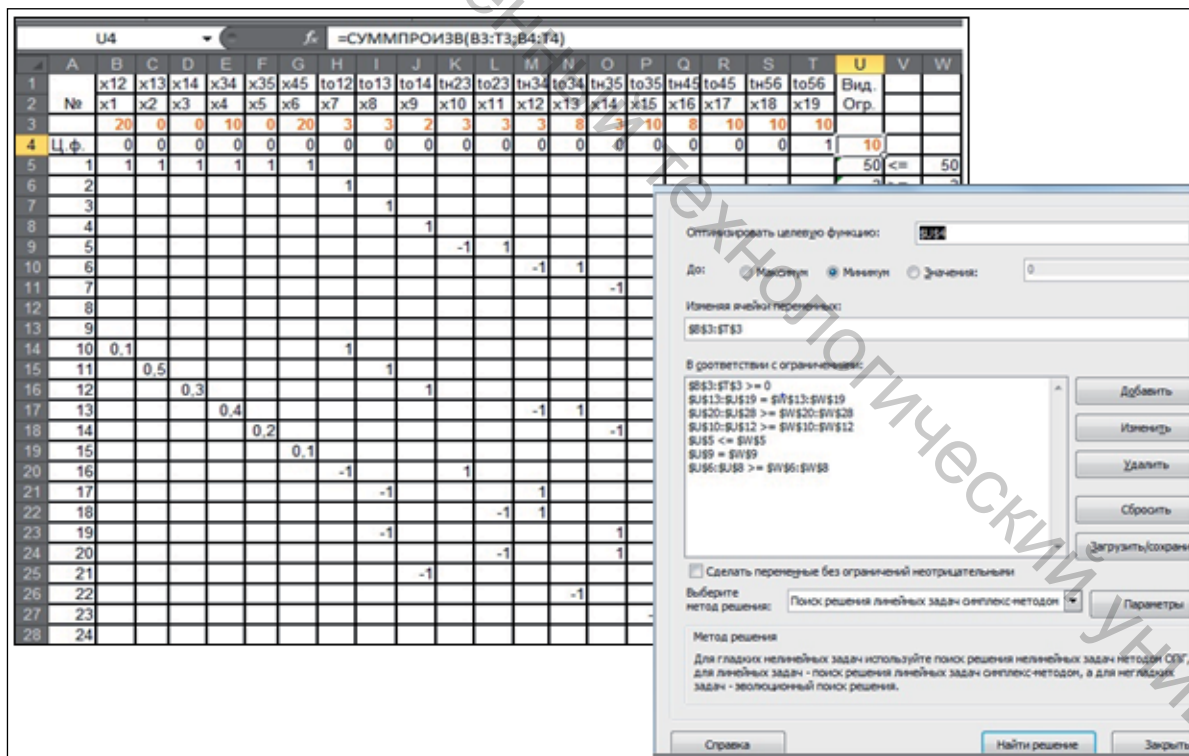 U4 fx =СУММПРОИЗВ(B3:T3;B4:T4)
A B C D E F G H I J K L M N O P Q R S T U V W
1 x12 x13 x14 x34 x35 x45 to12 to13 to14 tн23 to23 tн34 to34 tн35 to35 tн45 to45 tн56 to56 Вид.
2 № x1 x2 x3 x4 x5 x6 x7 x8 x9 x10 x11 x12 x13 x14 x15 x16 x17 x18 x19 Огр.
3 20 0 0 10 0 20 3 3 2 3 3 3 8 3 10 8 10 10 10
4 Ц.ф. 0 0 0 0 0 0 0 0 0 0 0 0 0 0 0 0 0 0 1 10
5 1 1 1 1 1 1 1 50 <= 50
6 2 1
7 3 1
8 4 1
9 5 -1 1
10 6 -1 1
11 7 -1
12 8
13 9
14 10 0,1 1
15 11 0,5 1
16 12 0,3 1
17 13 0,4 -1 1
18 14 0,2 -1
19 15 0,1
20 16 -1 1
21 17 -1 1
22 18 -1 1
23 19 -1 1
24 20 -1 1
25 21 -1
26 22 -1
27 23
28 24
Оптимизировать целевую функцию: $U$4
До: Максимум Минимум Значения: 0
Изменяя ячейки переменных:
$B$3:$T$3
В соответствии с ограничениями:
$B$3:$T$3 >= 0
$U$13:$U$19 = $W$13:$W$19
$U$20:$U$28 >= $W$20:$W$28
$U$10:$U$12 >= $W$10:$W$12
$U$5 <= $W$5
$U$9 = $W$9
$U$6:$U$8 >= $W$6:$W$8
Добавить
Изменить
Удалить
Сбросить
Загрузить/сохрани
Сделать переменные без ограничений неотрицательными
Выберите
метод решения: Поиск решения линейных задач симплекс-методом Параметры
Метод решения
Для гладких нелинейных задач используйте поиск решения нелинейных задач методом ОПГ,
для линейных задач - поиск решения линейных задач симплекс-методом, а для негладких
задач - эволюционный поиск решения.
Справка Найти решение Закрыть
технологический